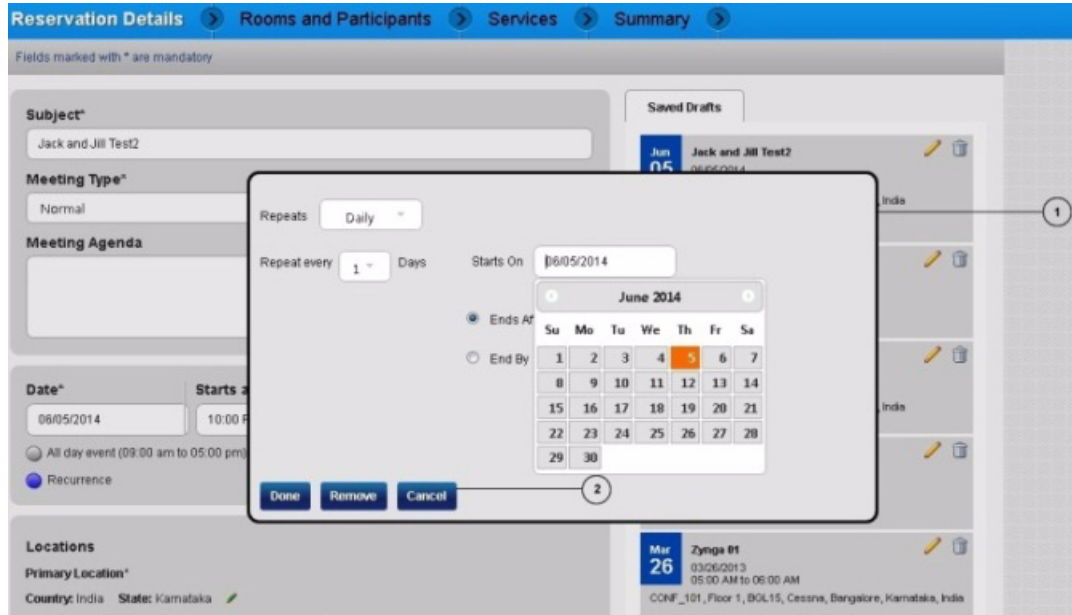 Reservation Details Rooms and Participants Services Summary
Fields marked with * are mandatory
Subject*
Jack and Jill Test2
Meeting Type*
Normal
Meeting Agenda
Date* Starts a
06/05/2014 10:00 P
All day event (09:00 am to 05:00 pm)
Recurrence
Locations
Primary Location*
Country: India State: Karnataka
Repeats Daily
Repeat every 1 Days Starts On 06/05/2014
June 2014
Su Mo Tu We Th Fr Sa
1 2 3 4 5 6 7
8 9 10 11 12 13 14
15 16 17 18 19 20 21
22 23 24 25 26 27 28
29 30
Ends Af
End By
Done Remove Cancel
2
Saved Drafts
Jun
05
Jack and Jill Test2
06/05/2014
, India
1
, India
Mar
26
Zynga 01
03/26/2013
05:00 AM to 06:00 AM
CONF_101, Floor 1, BGL15, Cessna, Bangalore, Karnataka, India